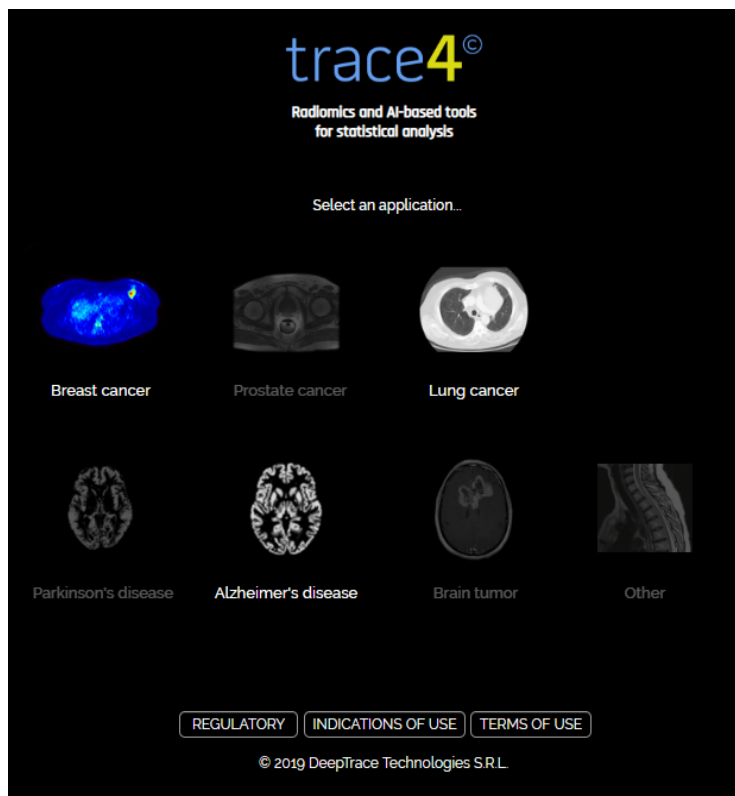 trace4©
Radiomics and AI-based tools
for statistical analysis
Select an application...
Breast cancer
Prostate cancer
Lung cancer
Parkinson's disease
Alzheimer's disease
Brain tumor
Other
REGULATORY
INDICATIONS OF USE
TERMS OF USE
© 2019 DeepTrace Technologies S.R.L.